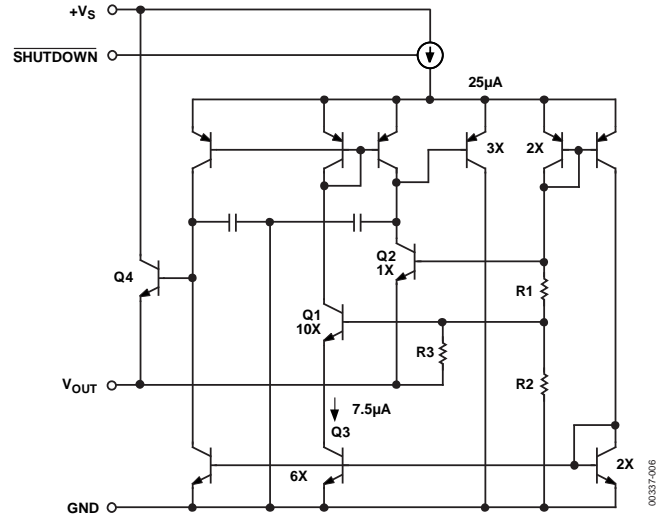 +VS
SHUTDOWN
25µA
3X
2X
Q4
Q2
1X
R1
Q1
10X
R3
VOUT
R2
7.5µA
Q3
6X
2X
GND
00337-006